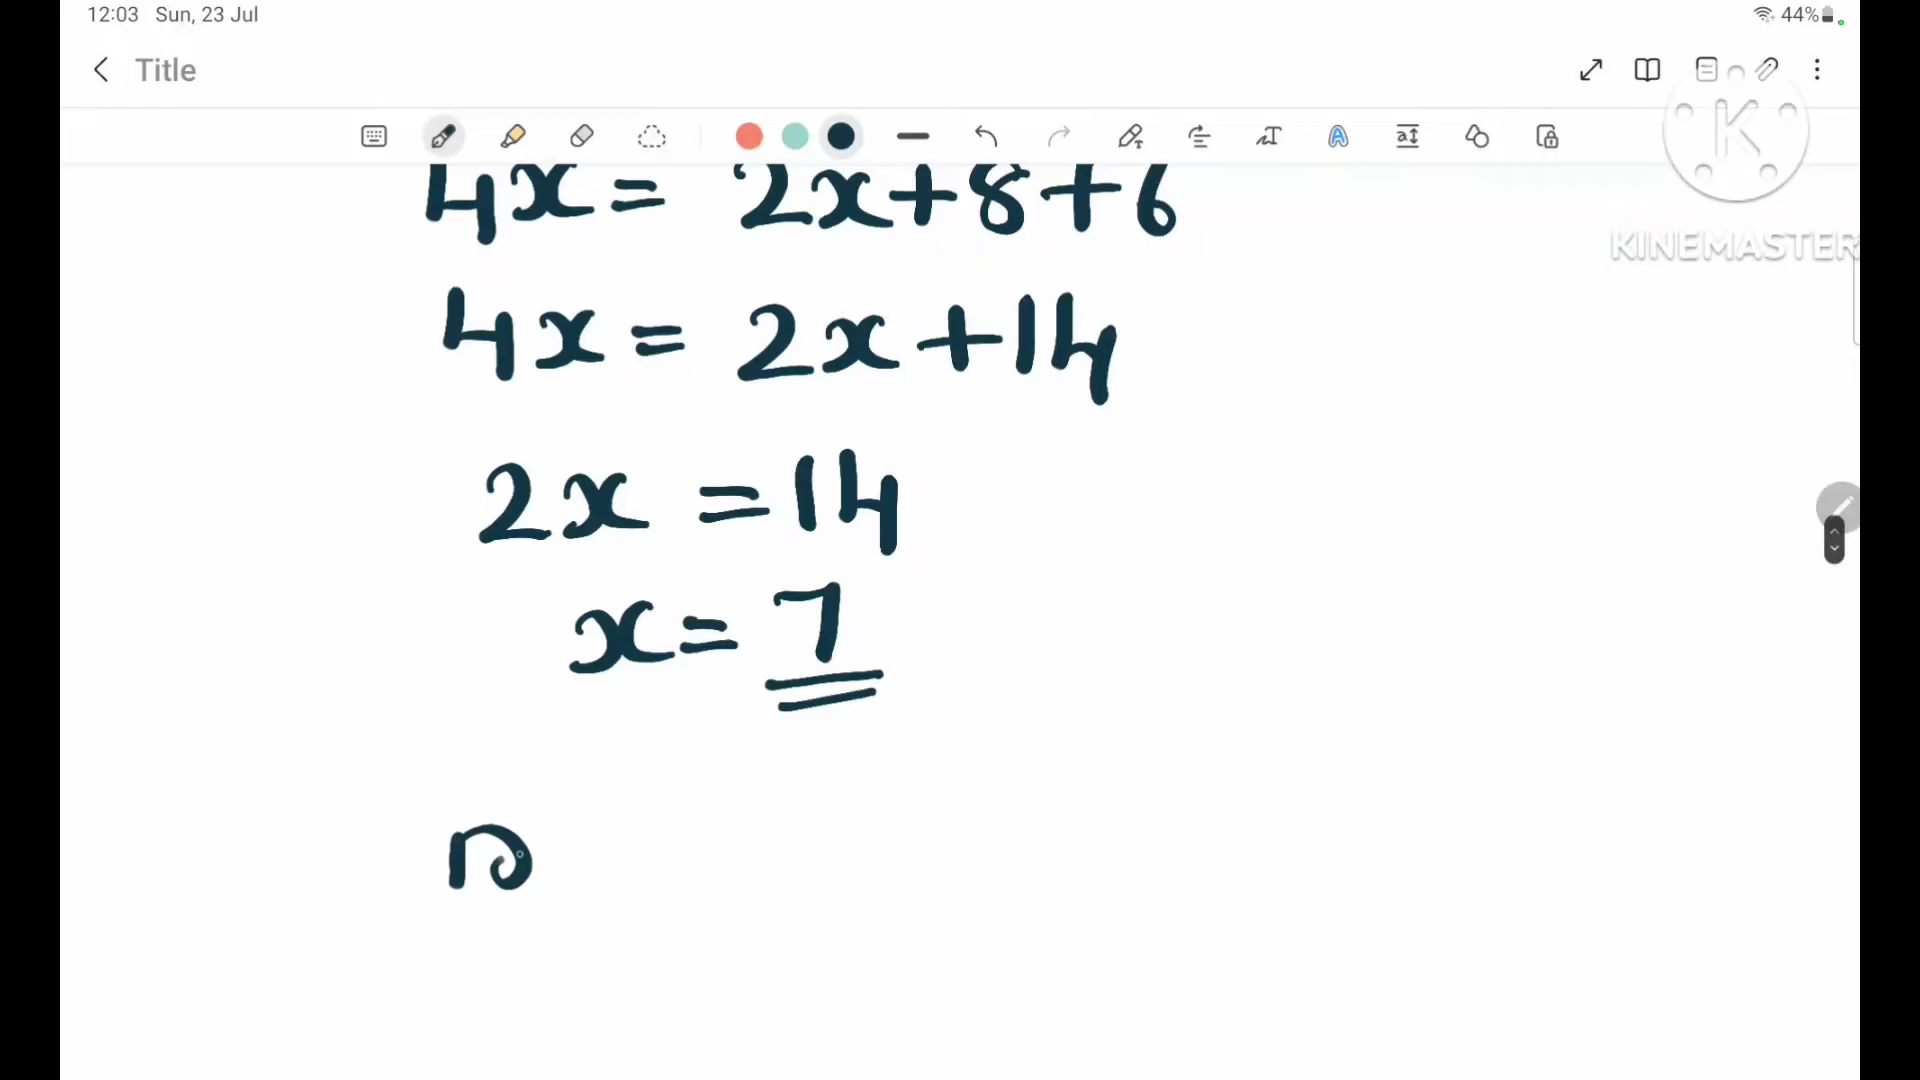 12:03 Sun, 23 Jul 44%
Title
K
KINEMASTER
4x = 2x+8+6
4x = 2x+14
2x = 14
x = 7